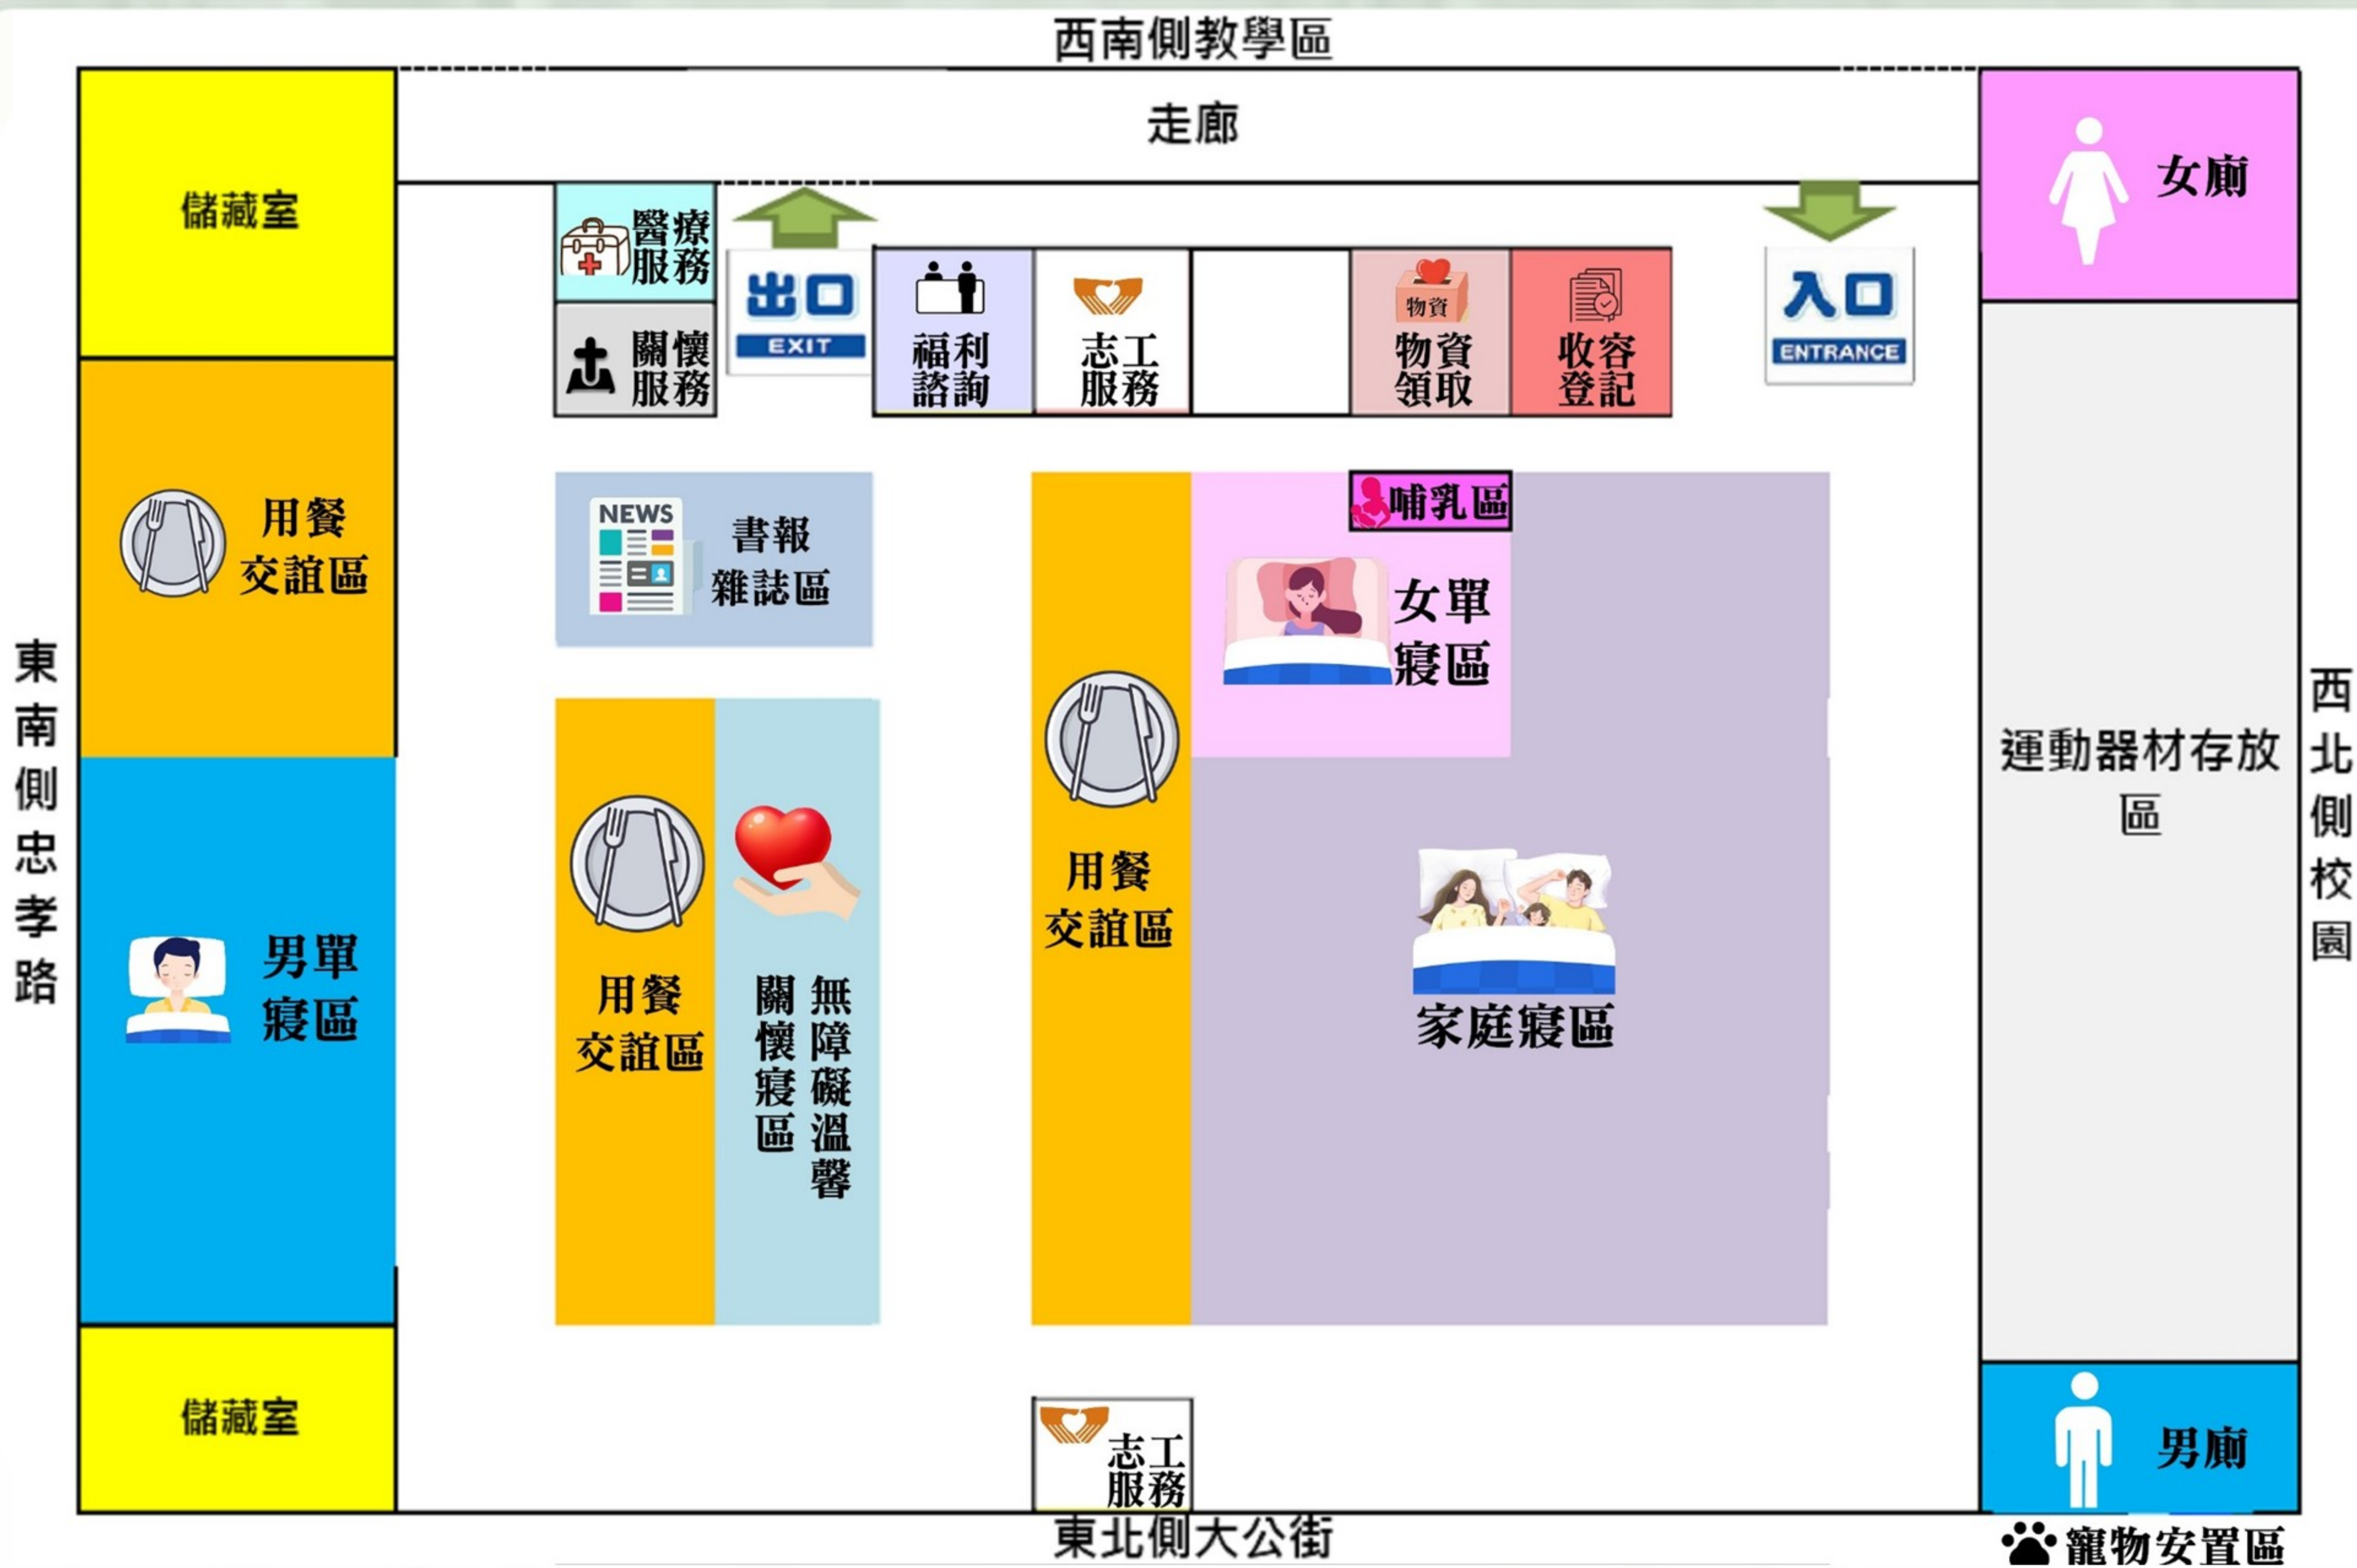 西南側教學區
走廊
儲藏室
醫療
服務
關懷
服務
出口
EXIT
福利
諮詢
志工
服務
物資
物資
領取
收容
登記
入口
ENTRANCE
女廁
用餐
交誼區
NEWS
書報
雜誌區
哺乳區
女單
寢區
東南側忠孝路
西北側校園
運動器材存放
區
男單
寢區
用餐
交誼區
無障礙溫馨
關懷寢區
用餐
交誼區
家庭寢區
儲藏室
志工
服務
男廁
東北側大公街
寵物安置區